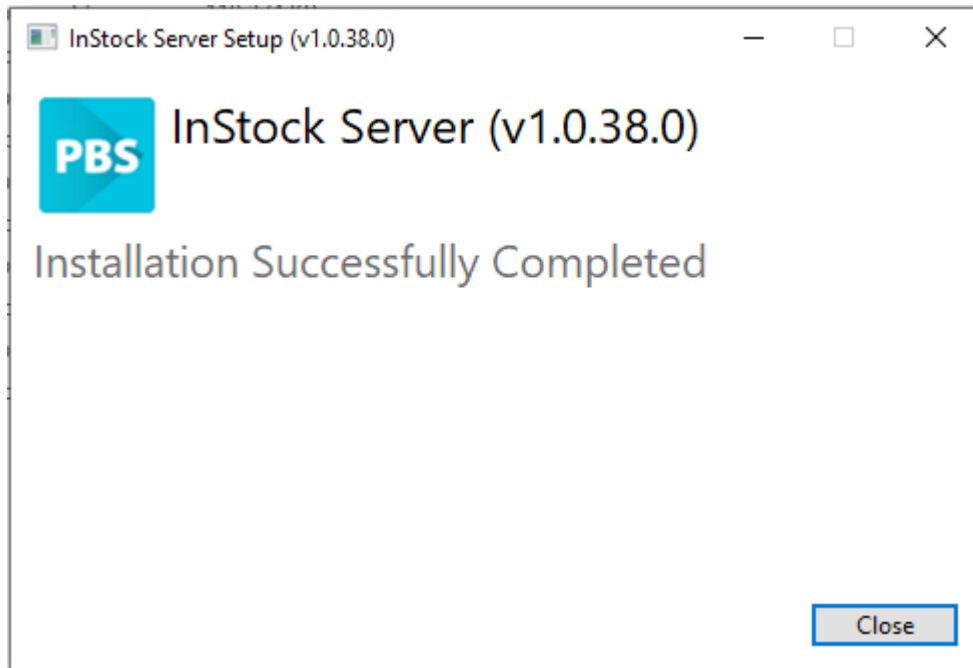 InStock Server Setup (v1.0.38.0)
PBS
InStock Server (v1.0.38.0)
Installation Successfully Completed
Close